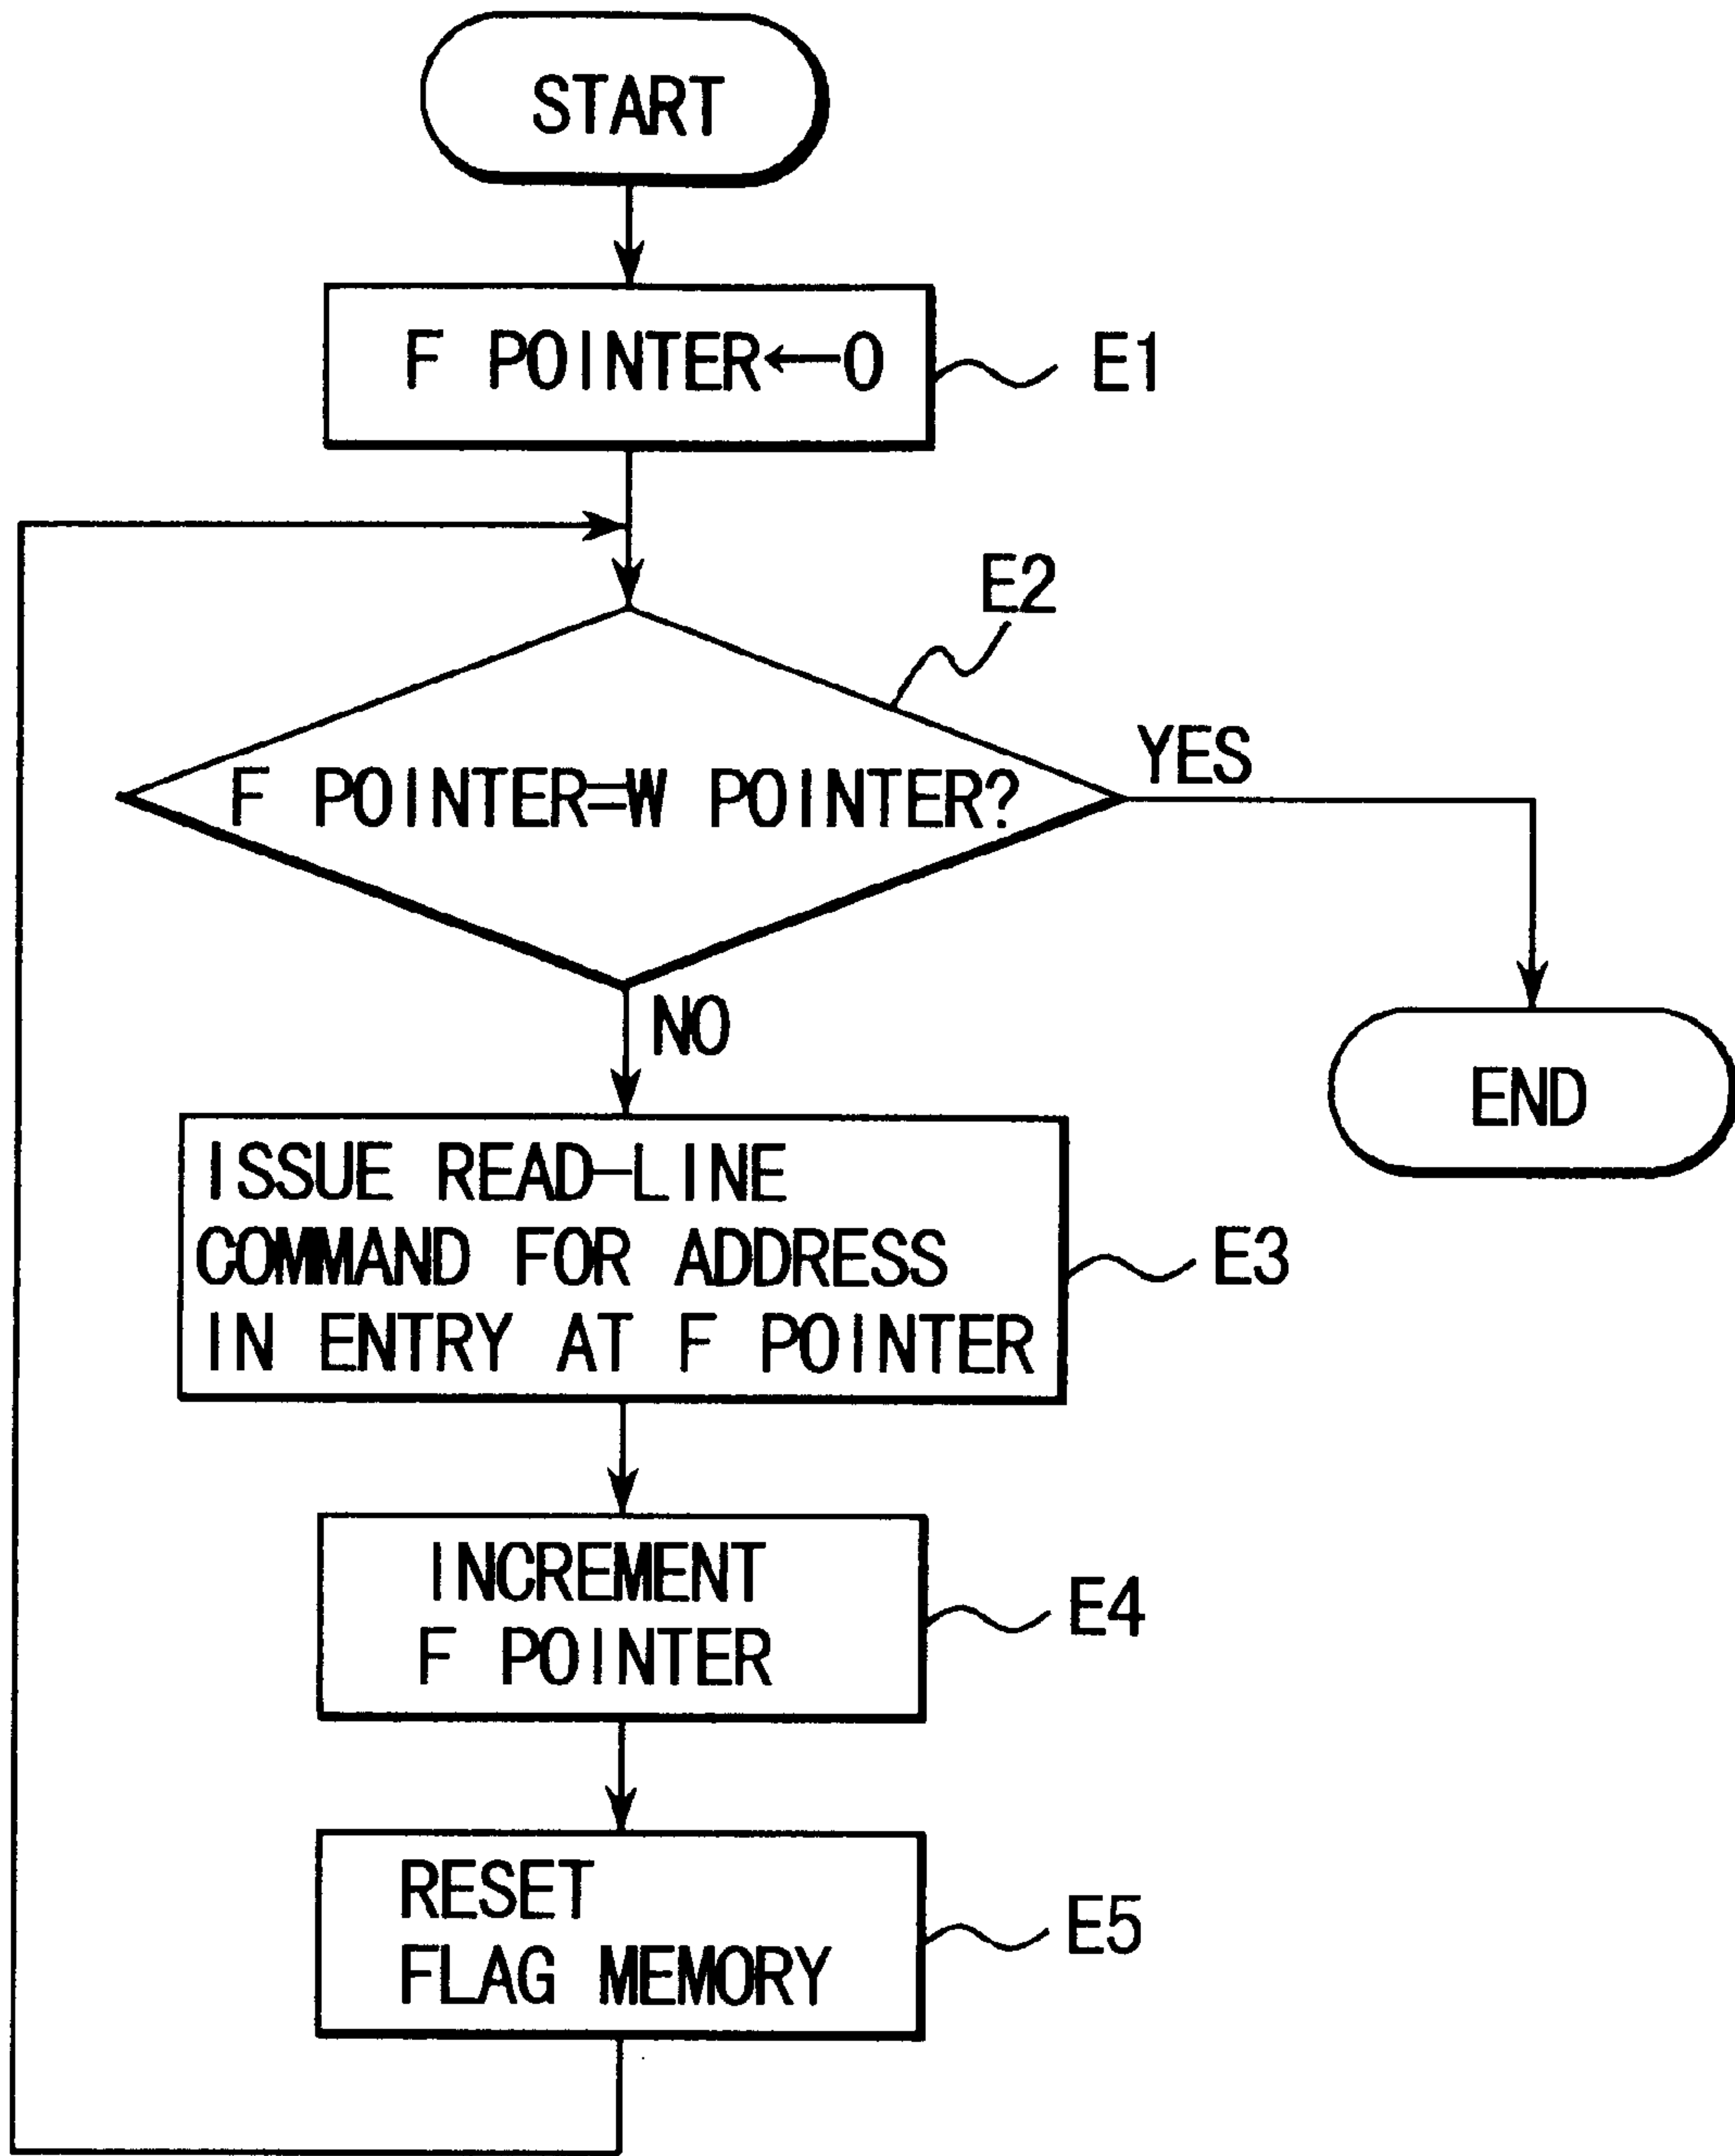 START
F POINTER←0
E1
E2
F POINTER=W POINTER?
YES
NO
END
ISSUE READ-LINE
COMMAND FOR ADDRESS
IN ENTRY AT F POINTER
E3
INCREMENT
F POINTER
E4
RESET
FLAG MEMORY
E5